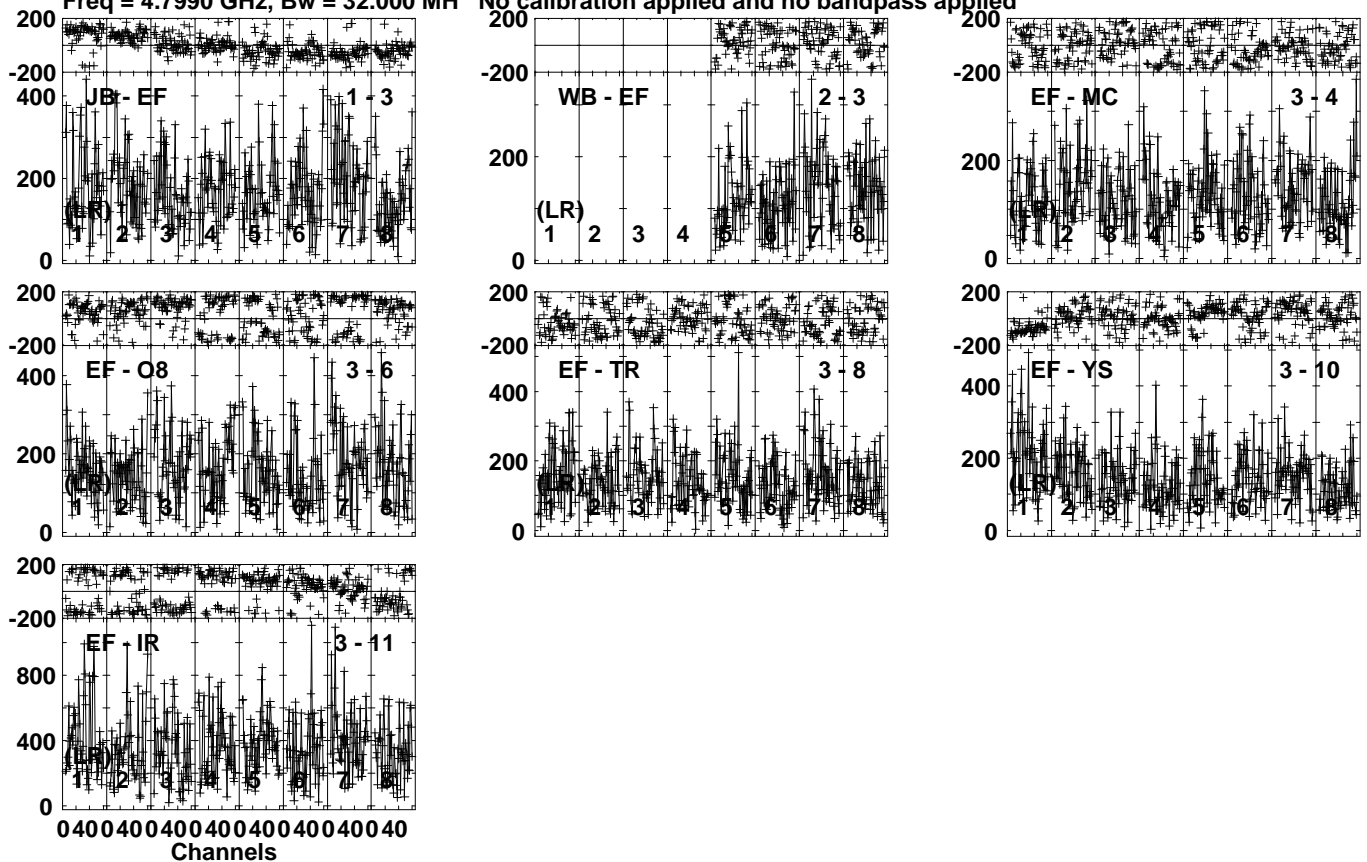 Freq = 4.7990 GHz, Bw = 32.000 MH No calibration applied and no bandpass applied
200
-200
JB - EF 1 - 3
400
200
0
(LR)
1 2 3 4 5 6 7 8
200
-200
WB - EF 2 - 3
200
0
(LR)
1 2 3 4 5 6 7 8
200
-200
EF - MC 3 - 4
200
0
(LR)
1 2 3 4 5 6 7 8
200
-200
EF - O8 3 - 6
400
200
0
(LR)
1 2 3 4 5 6 7 8
200
-200
EF - TR 3 - 8
400
200
0
(LR)
1 2 3 4 5 6 7 8
200
-200
EF - YS 3 - 10
400
200
0
(LR)
1 2 3 4 5 6 7 8
200
-200
EF - IR 3 - 11
800
400
0
(LR)
1 2 3 4 5 6 7 8
0 40 0 40 0 40 0 40 0 40 0 40 0 40 0 40
Channels